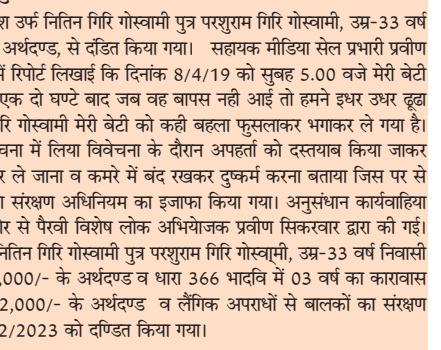 श उर्फ नितिन गिरि गोस्वामी पुत्र परशुराम गिरि गोस्वामी, उम्र-33 वर्ष
अर्थदण्ड, से दंडित किया गया। सहायक मीडिया सेल प्रभारी प्रवीण
में रिपोर्ट लिखाई कि दिनांक 8/4/19 को सुबह 5.00 वजे मेरी बेटी
एक दो घण्टे बाद जब वह बापस नही आई तो हमने इधर उधर ढूढा
रि गोस्वामी मेरी बेटी को कही बहला फुसलाकर भगाकर ले गया है।
चना में लिया विवेचना के दौरान अपहर्ता को दस्तयाब किया जाकर
र ले जाना व कमरे में बंद रखकर दुष्कर्म करना बताया जिस पर से
ा संरक्षण अधिनियम का इजाफा किया गया। अनुसंधान कार्यवाहिया
ोर से पैरवी विशेष लोक अभियेाजक प्रवीण सिकरवार द्वारा की गई।
नितिन गिरि गोस्वामी पुत्र परशुराम गिरि गोस्वा्मी, उम्र-33 वर्ष निवासी
,000/- के अर्थदण्ड व धारा 366 भादवि में 03 वर्ष का कारावास
2,000/- के अर्थदण्ड व लैंगिक अपराधों से बालकों का संरक्षण
2/2023 को दण्डित किया गया।